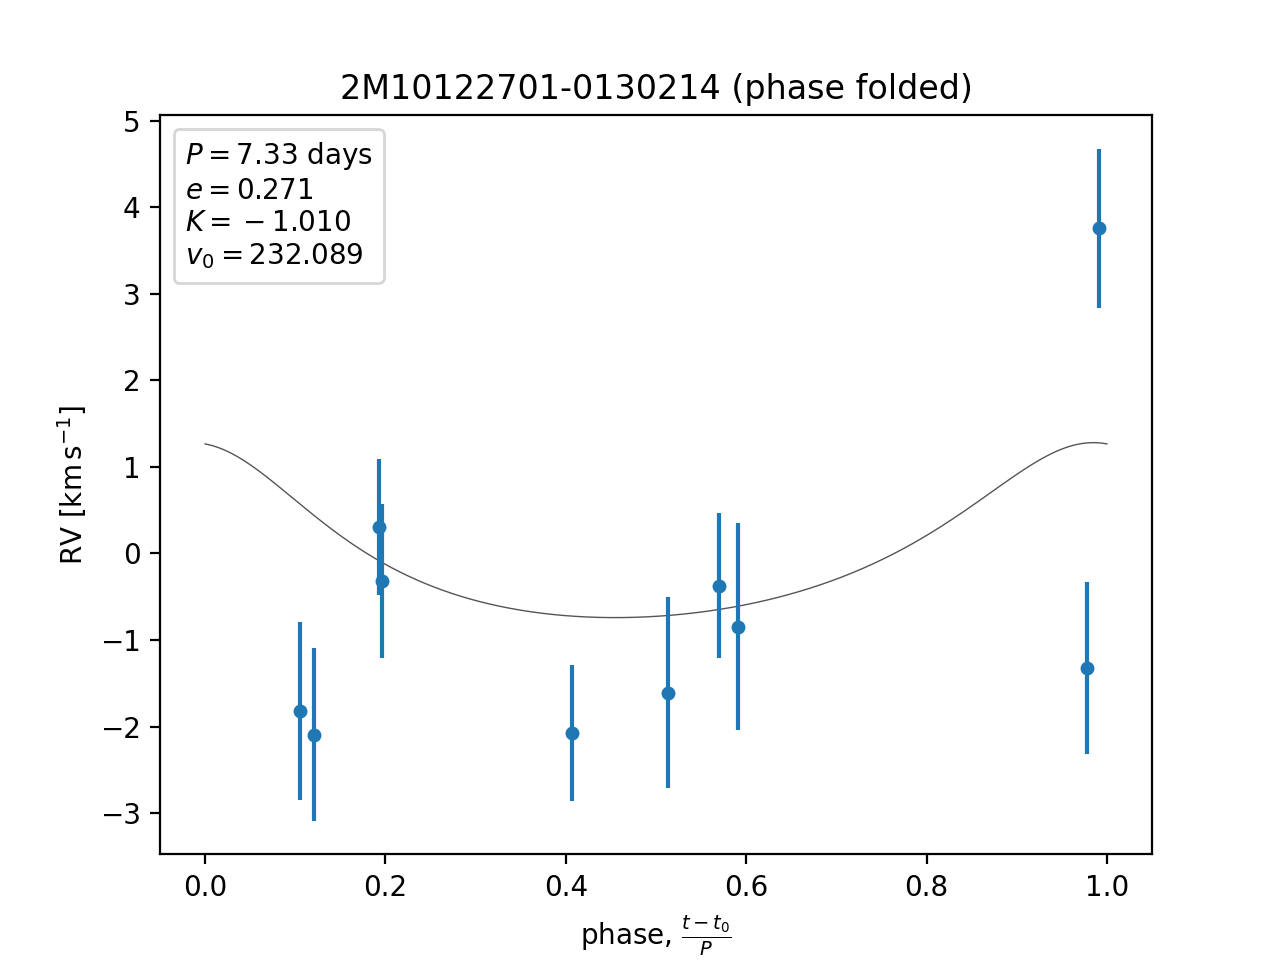 2M10122701-0130214 (phase folded)
P = 7.33 days
e = 0.271
K = −1.010
v₀ = 232.089
5
4
3
2
1
0
−1
−2
−3
RV [km s⁻¹]
0.0 0.2 0.4 0.6 0.8 1.0
phase, (t − t₀)/P